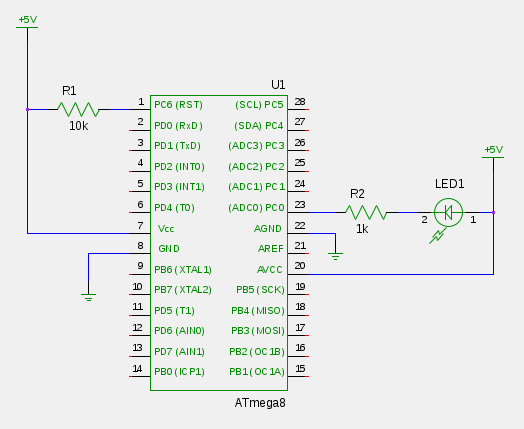 +5V
R1
10k
U1
1 PC6(RST) (SCL)PC5 28
2 PD0(RxD) (SDA)PC4 27
3 PD1(TxD) (ADC3)PC3 26
4 PD2(INT0) (ADC2)PC2 25
5 PD3(INT1) (ADC1)PC1 24
6 PD4(T0) (ADC0)PC0 23
7 Vcc AGND 22
8 GND AREF 21
9 PB6(XTAL1) AVCC 20
10 PB7(XTAL2) PB5(SCK) 19
11 PD5(T1) PB4(MISO) 18
12 PD6(AIN0) PB3(MOSI) 17
13 PD7(AIN1) PB2(OC1B) 16
14 PB0(ICP1) PB1(OC1A) 15
ATmega8
R2
1k
+5V
LED1
2 1